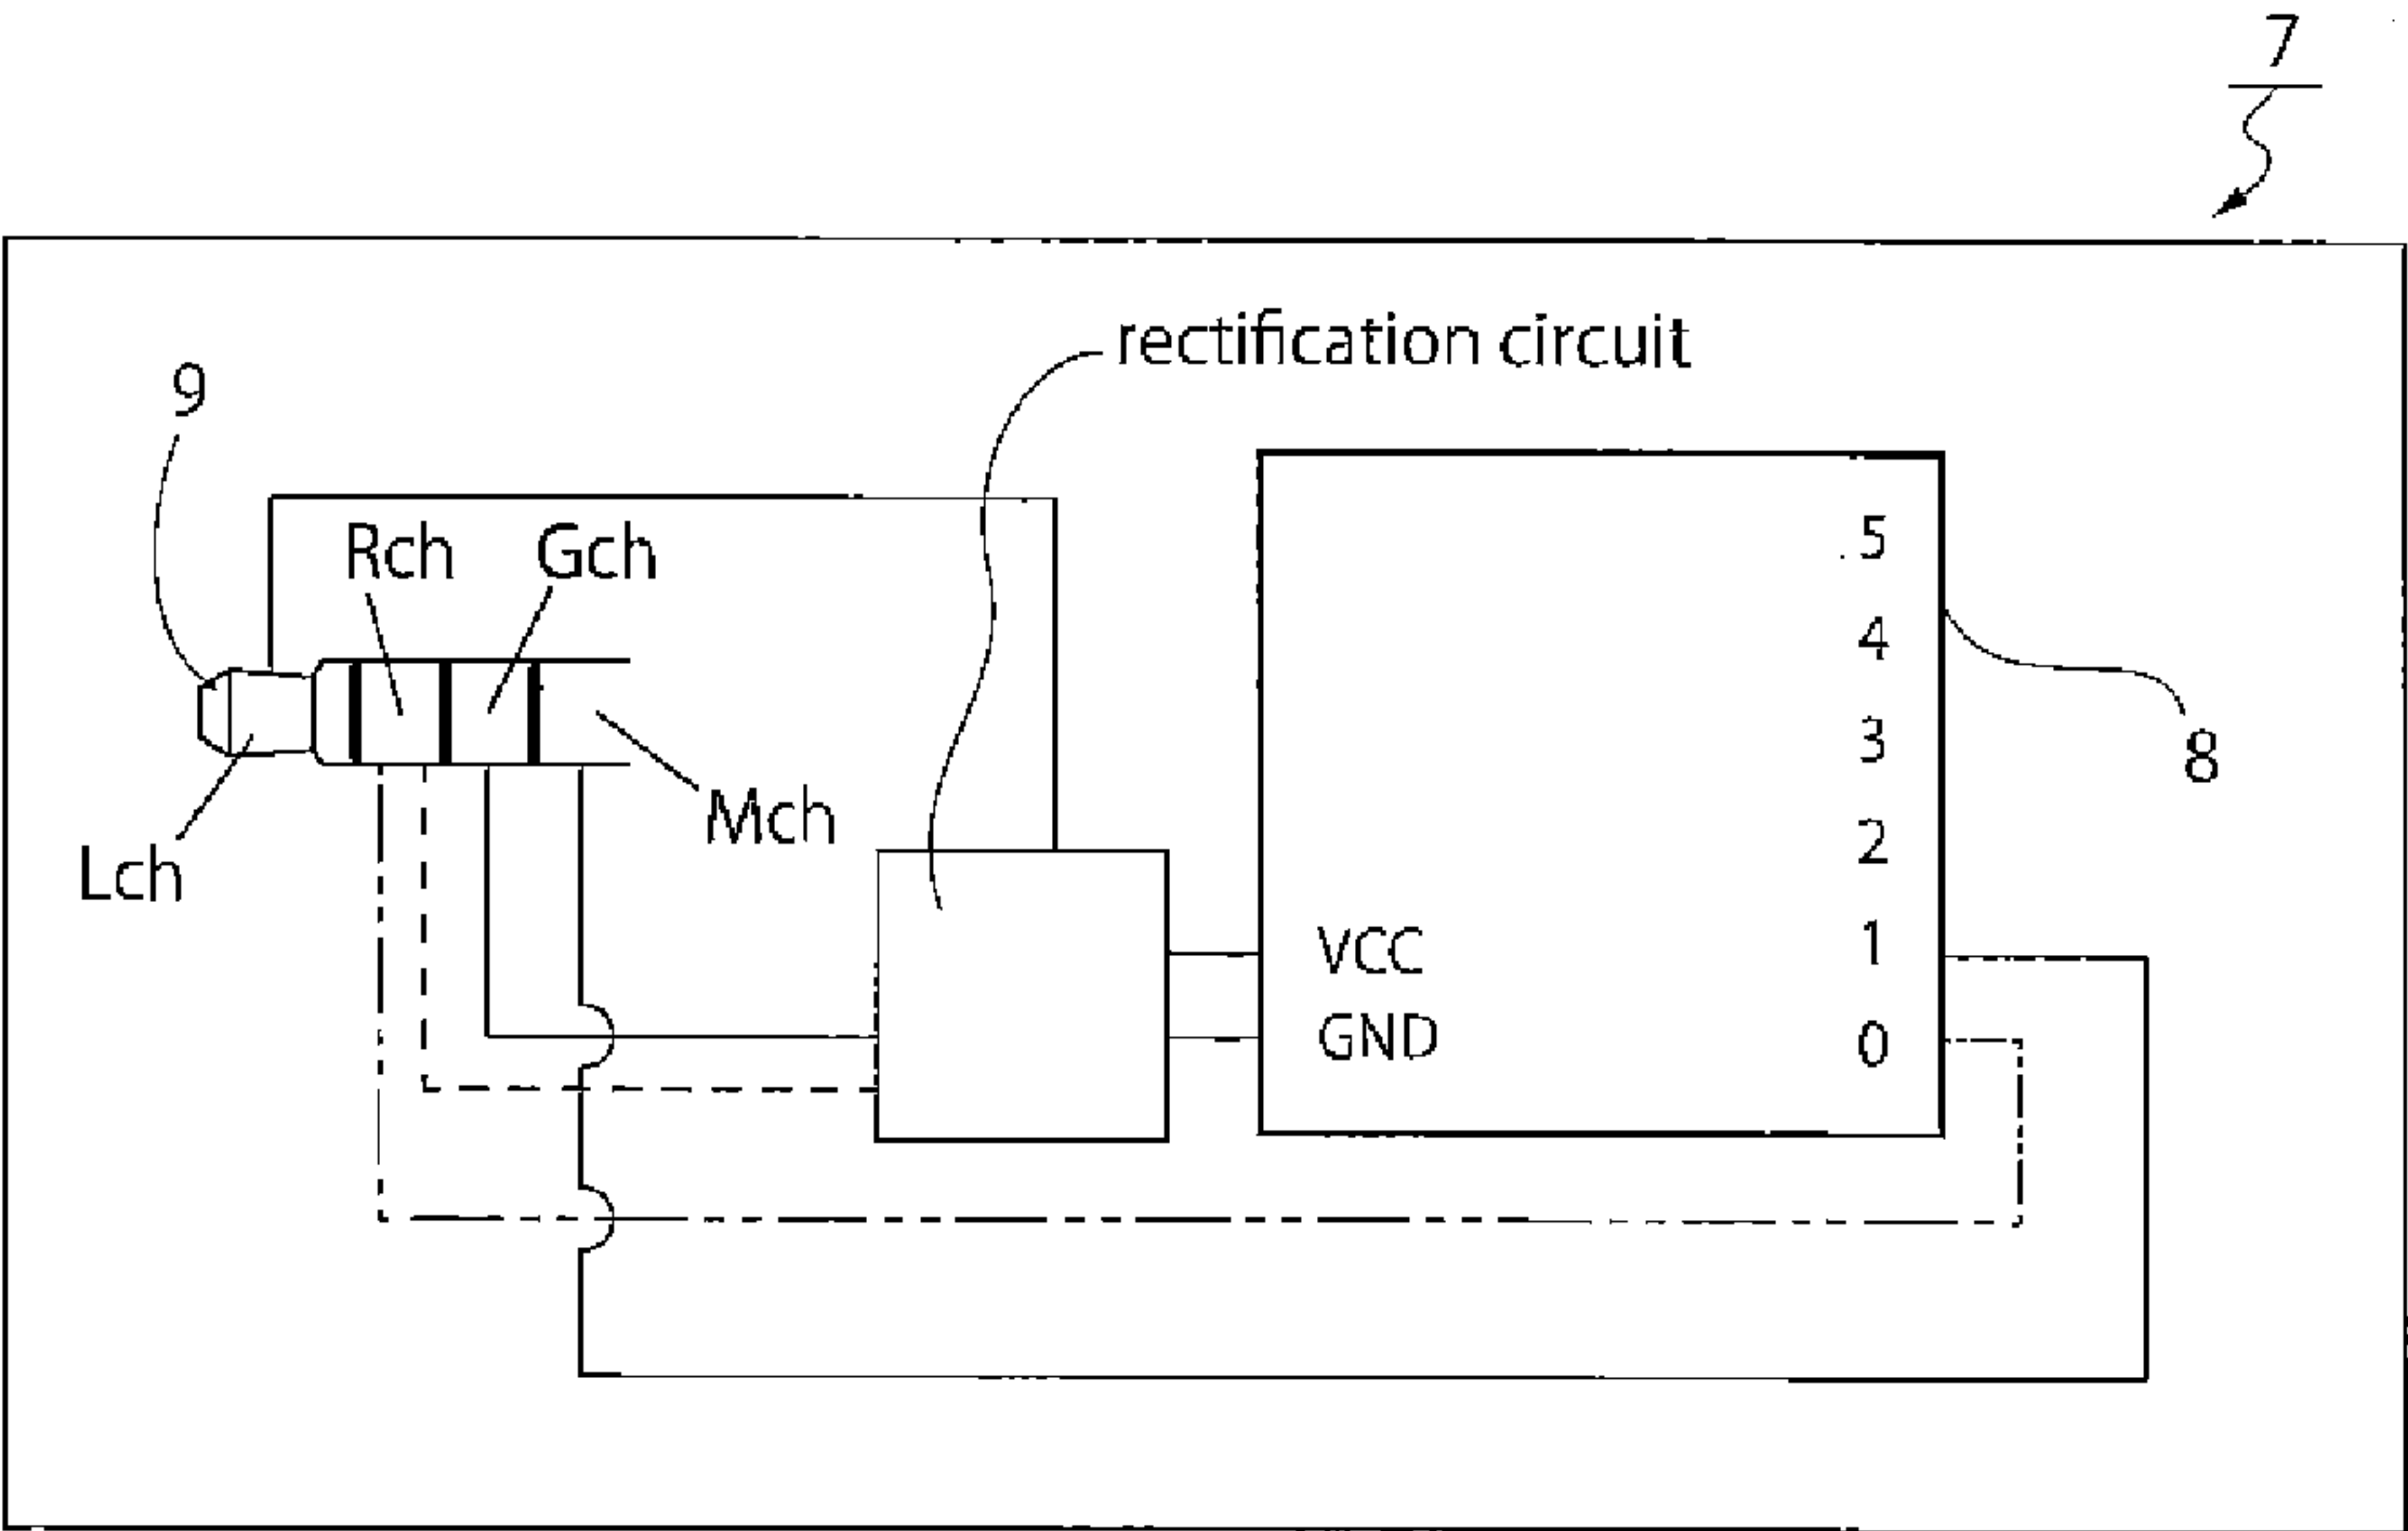 7
rectification circuit
9
Rch
Gch
5
4
3
8
Mch
2
Lch
VCC
1
GND
0